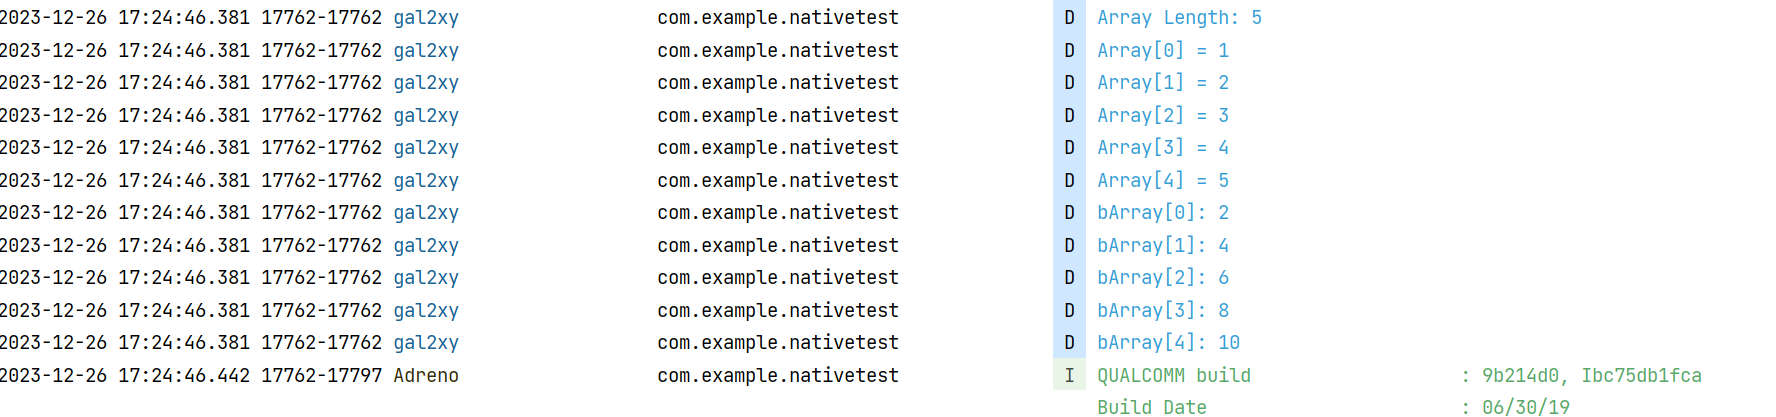 2023-12-26 17:24:46.381 17762-17762 gal2xy com.example.nativetest D Array Length: 5
2023-12-26 17:24:46.381 17762-17762 gal2xy com.example.nativetest D Array[0] = 1
2023-12-26 17:24:46.381 17762-17762 gal2xy com.example.nativetest D Array[1] = 2
2023-12-26 17:24:46.381 17762-17762 gal2xy com.example.nativetest D Array[2] = 3
2023-12-26 17:24:46.381 17762-17762 gal2xy com.example.nativetest D Array[3] = 4
2023-12-26 17:24:46.381 17762-17762 gal2xy com.example.nativetest D Array[4] = 5
2023-12-26 17:24:46.381 17762-17762 gal2xy com.example.nativetest D bArray[0]: 2
2023-12-26 17:24:46.381 17762-17762 gal2xy com.example.nativetest D bArray[1]: 4
2023-12-26 17:24:46.381 17762-17762 gal2xy com.example.nativetest D bArray[2]: 6
2023-12-26 17:24:46.381 17762-17762 gal2xy com.example.nativetest D bArray[3]: 8
2023-12-26 17:24:46.381 17762-17762 gal2xy com.example.nativetest D bArray[4]: 10
2023-12-26 17:24:46.442 17762-17797 Adreno com.example.nativetest I QUALCOMM build : 9b214d0, Ibc75db1fca
Build Date : 06/30/19